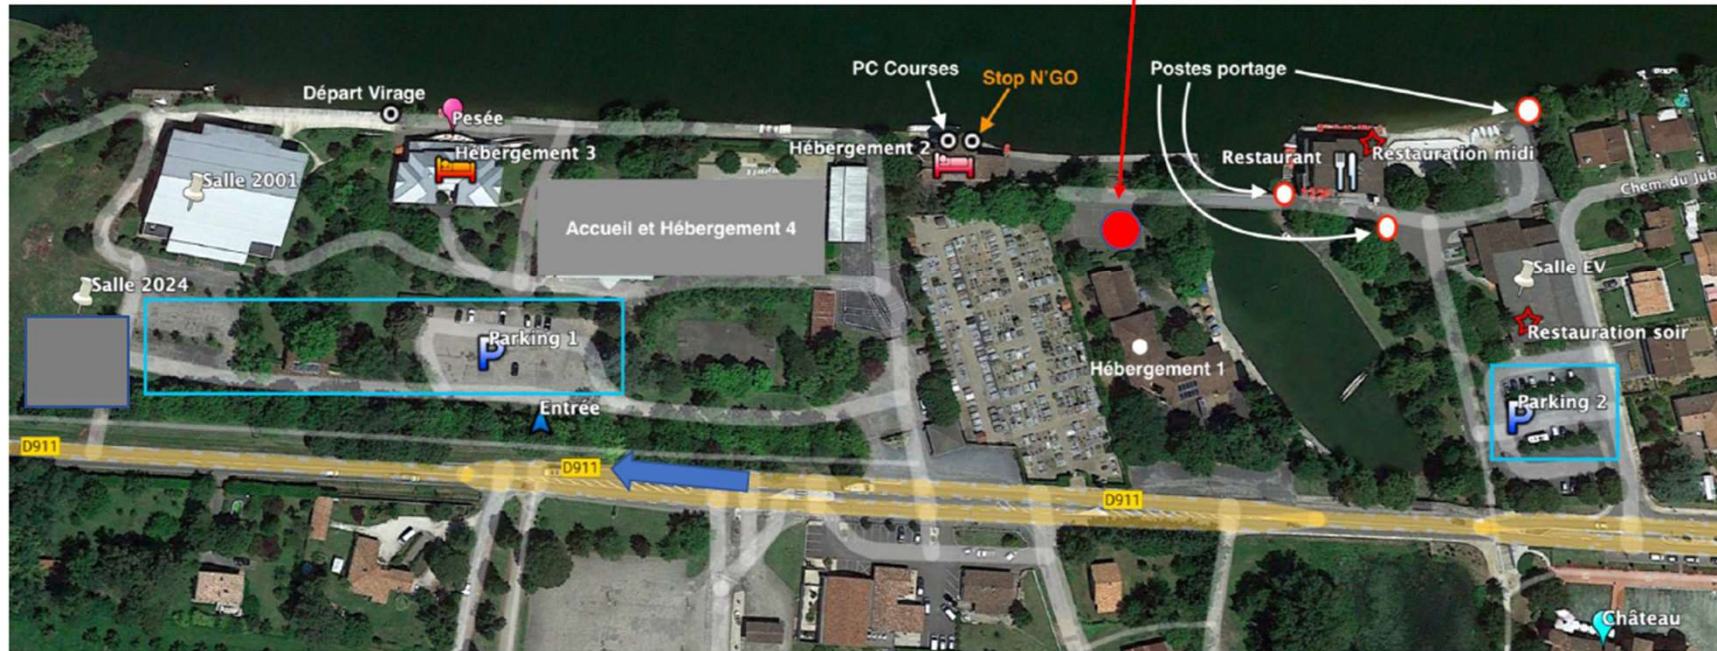 PC Courses
Stop N'GO
Postes portage
Départ Virage
Pesée
Hébergement 3
Hébergement 2
Restaurant
Restauration midi
Salle 2001
Chem. du Jub
Accueil et Hébergement 4
Salle EV
Salle 2024
Restauration soir
Parking 1
Hébergement 1
P
Parking 2
P
Entrée
D911
D911
D911
Château